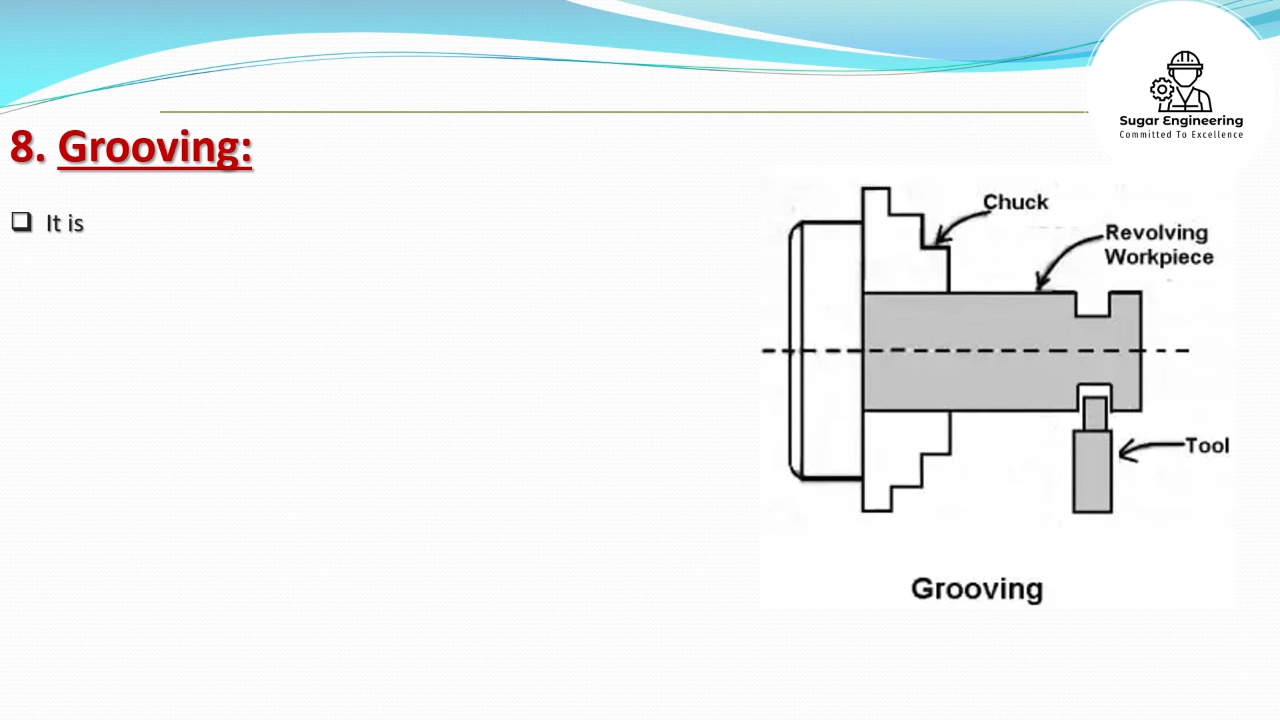 Sugar Engineering
Committed To Excellence
8. Grooving:
It is
Chuck
Revolving
Workpiece
Tool
Grooving